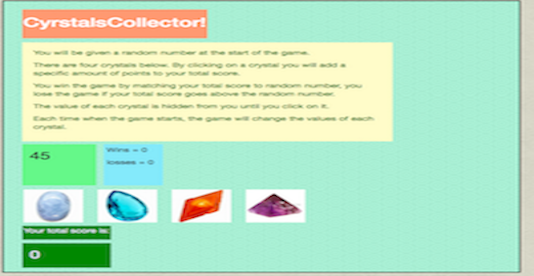 CyrstalsCollector!
You will be given a random number at the start of the game.
There are four crystals below. By clicking on a crystal you will add a
specific amount of points to your total score.
You win the game by matching your total score to random number, you
lose the game if your total score goes above the random number.
The value of each crystal is hidden from you until you click on it.
Each time when the game starts, the game will change the values of each
crystal.
45
Wins = 0
losses = 0
Your total score is:
0